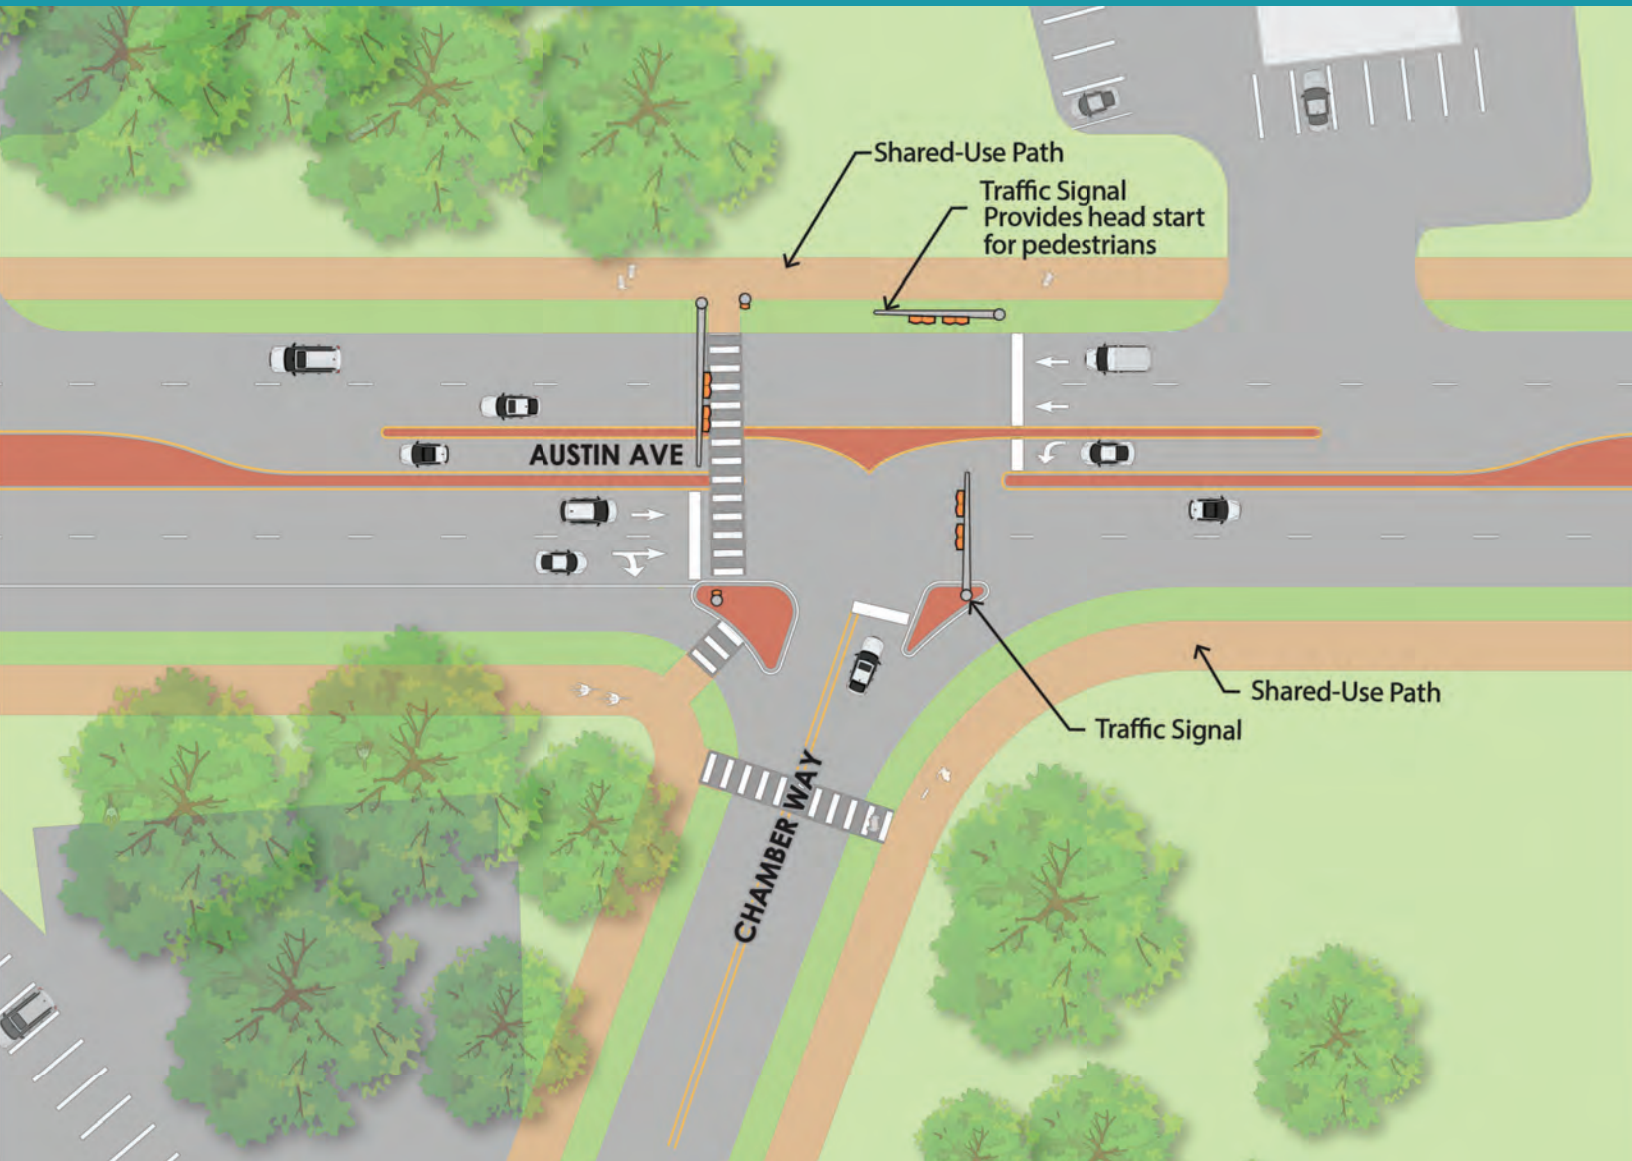 Shared-Use Path
Traffic Signal
Provides head start
for pedestrians
AUSTIN AVE
Shared-Use Path
Traffic Signal
CHAMBER WAY